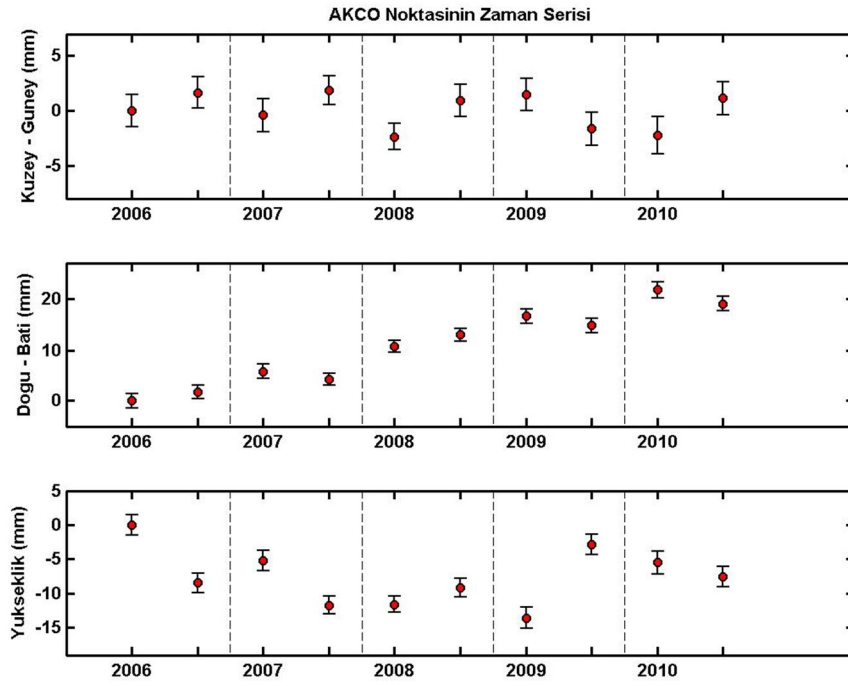 AKCO Noktasinin Zaman Serisi
Kuzey - Guney (mm)
5
0
-5
2006 2007 2008 2009 2010
Dogu - Bati (mm)
20
10
0
2006 2007 2008 2009 2010
Yukseklik (mm)
5
0
-5
-10
-15
2006 2007 2008 2009 2010